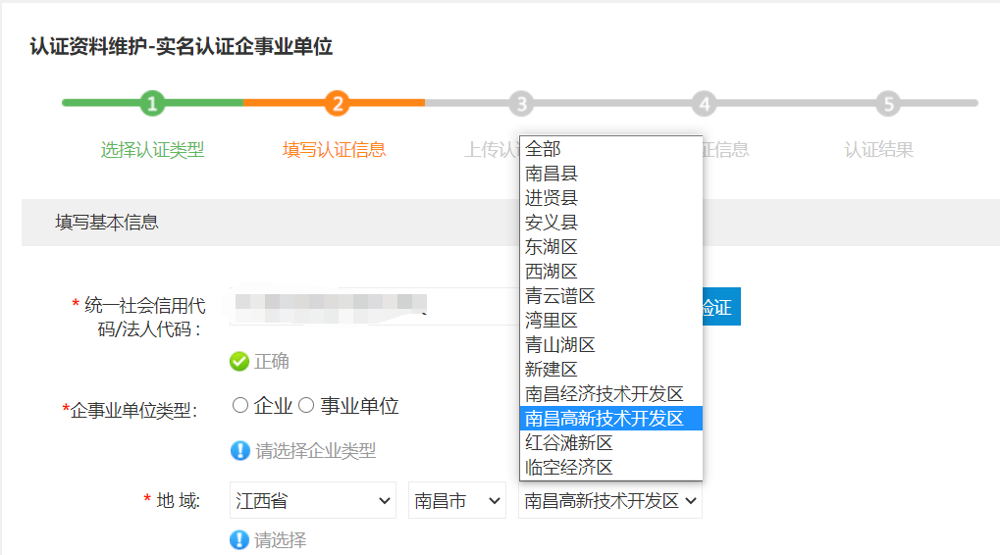 认证资料维护-实名认证企事业单位
1 2 3 4 5
选择认证类型 填写认证信息 上传认 证信息 认证结果
填写基本信息
* 统一社会信用代
码/法人代码：
验证
正确
*企事业单位类型：
企业 事业单位
请选择企业类型
* 地 域:
江西省 南昌市 南昌高新技术开发区
请选择
全部
南昌县
进贤县
安义县
东湖区
西湖区
青云谱区
湾里区
青山湖区
新建区
南昌经济技术开发区
南昌高新技术开发区
红谷滩新区
临空经济区